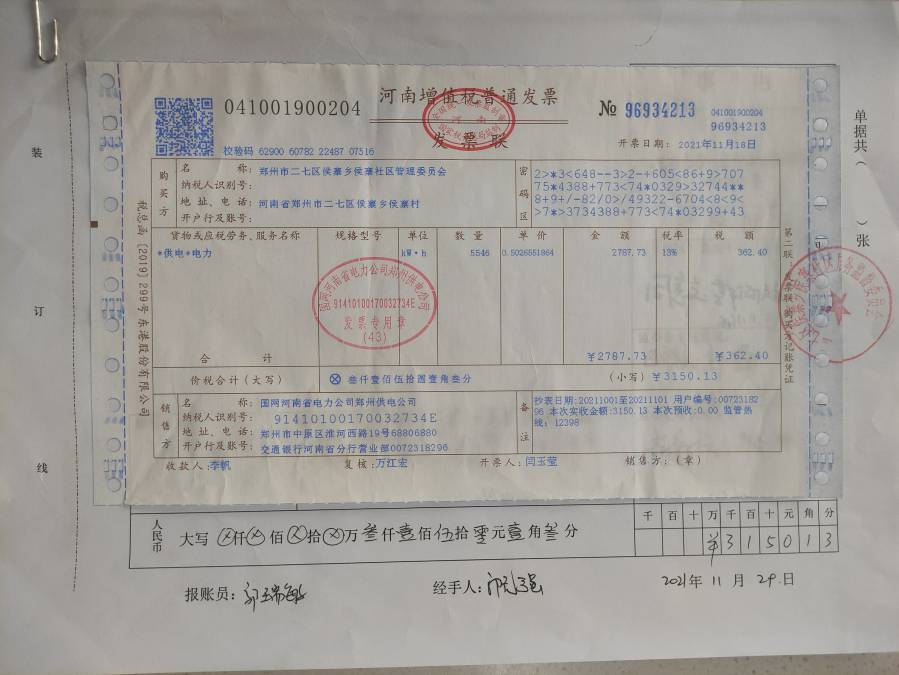 河南增值税普通发票
发票联
041001900204
№ 96934213
041001900204
96934213
校验码 62900 60782 22487 07516
开票日期: 2021年11月18日
购买方
名 称: 郑州市二七区侯寨乡侯寨社区管理委员会
纳税人识别号:
地 址、电 话: 河南省郑州市二七区侯寨乡侯寨村
开户行及账号:
密码区
2>*3<648--3>2-+605<86+9>707
75*4388+773<74*0329>32744**
8+9+/-82/0>/49322-6704<8<9<
>7*>3734388+773<74*03299+43
货物或应税劳务、服务名称 规格型号 单位 数 量 单 价 金 额 税率 税 额
*供电*电力 kW·h 5546 0.5026551864 2787.73 13% 362.40
合 计 ¥2787.73 ¥362.40
价税合计(大写) ⊗ 叁仟壹佰伍拾圆壹角叁分 (小写) ¥3150.13
销售方
名 称: 国网河南省电力公司郑州供电公司
纳税人识别号: 91410100170032734E
地 址、电 话: 郑州市中原区淮河西路19号68806880
开户行及账号: 交通银行河南省分行营业部0072318296
备注
抄表日期:20211001至20211101 用户编号:00723182
96 本次实收金额:3150.13 本次预收:0.00 监管热
线: 12398
收款人: 李帆 复核: 万江宏 开票人: 闫玉莹 销售方: (章)
国网河南省电力公司郑州供电公司
91410100170032734E
发票专用章
(43)
税总函 [2019] 299号 东港股份有限公司
第二联 发票联 购买方记账凭证
单据共( )张
装
订
线
人民币
大写 ⊗仟⊗佰⊗拾⊗万叁仟壹佰伍拾零元壹角叁分
千 百 十 万 千 百 十 元 角 分
¥ 3 1 5 0 1 3
报账员:
经手人:
2021年 11 月 29 日